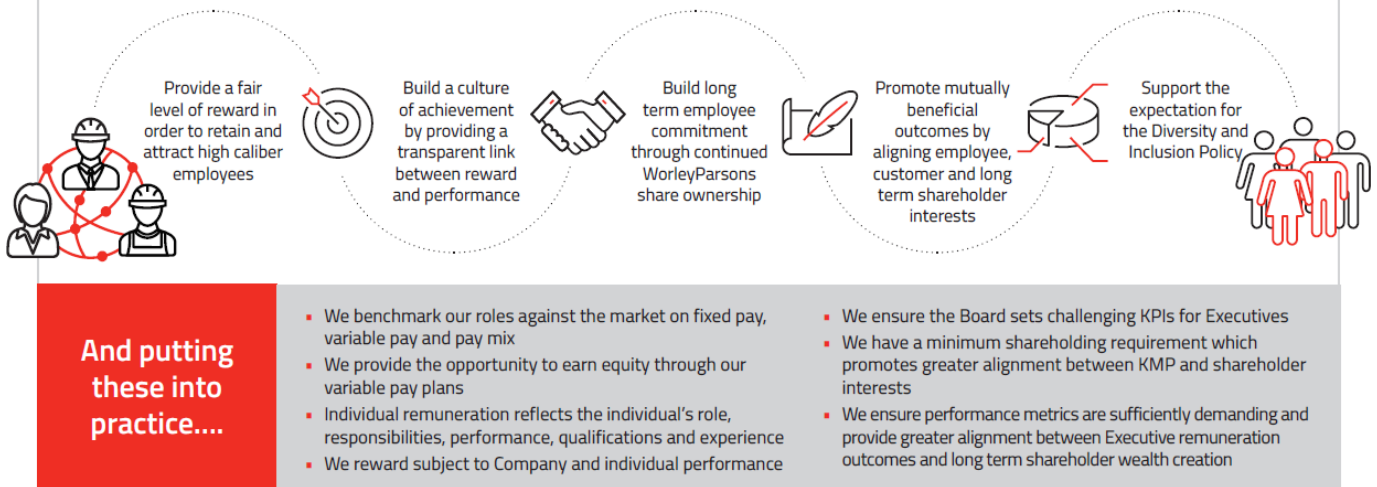 Provide a fair
level of reward in
order to retain and
attract high caliber
employees
Build a culture
of achievement
by providing a
transparent link
between reward
and performance
Build long
term employee
commitment
through continued
WorleyParsons
share ownership
Promote mutually
beneficial
outcomes by
aligning employee,
customer and long
term shareholder
interests
Support the
expectation for
the Diversity and
Inclusion Policy
And putting
these into
practice....
▪ We benchmark our roles against the market on fixed pay,
variable pay and pay mix
▪ We provide the opportunity to earn equity through our
variable pay plans
▪ Individual remuneration reflects the individual’s role,
responsibilities, performance, qualifications and experience
▪ We reward subject to Company and individual performance
▪ We ensure the Board sets challenging KPIs for Executives
▪ We have a minimum shareholding requirement which
promotes greater alignment between KMP and shareholder
interests
▪ We ensure performance metrics are sufficiently demanding and
provide greater alignment between Executive remuneration
outcomes and long term shareholder wealth creation